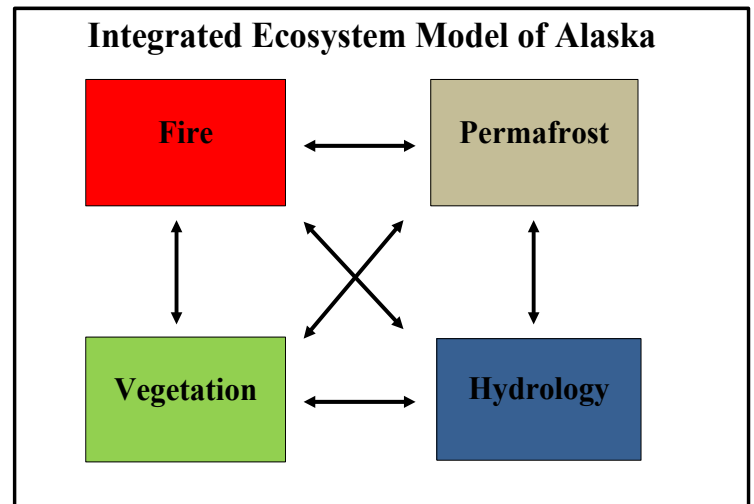 Integrated Ecosystem Model of Alaska
Fire
Permafrost
Vegetation
Hydrology